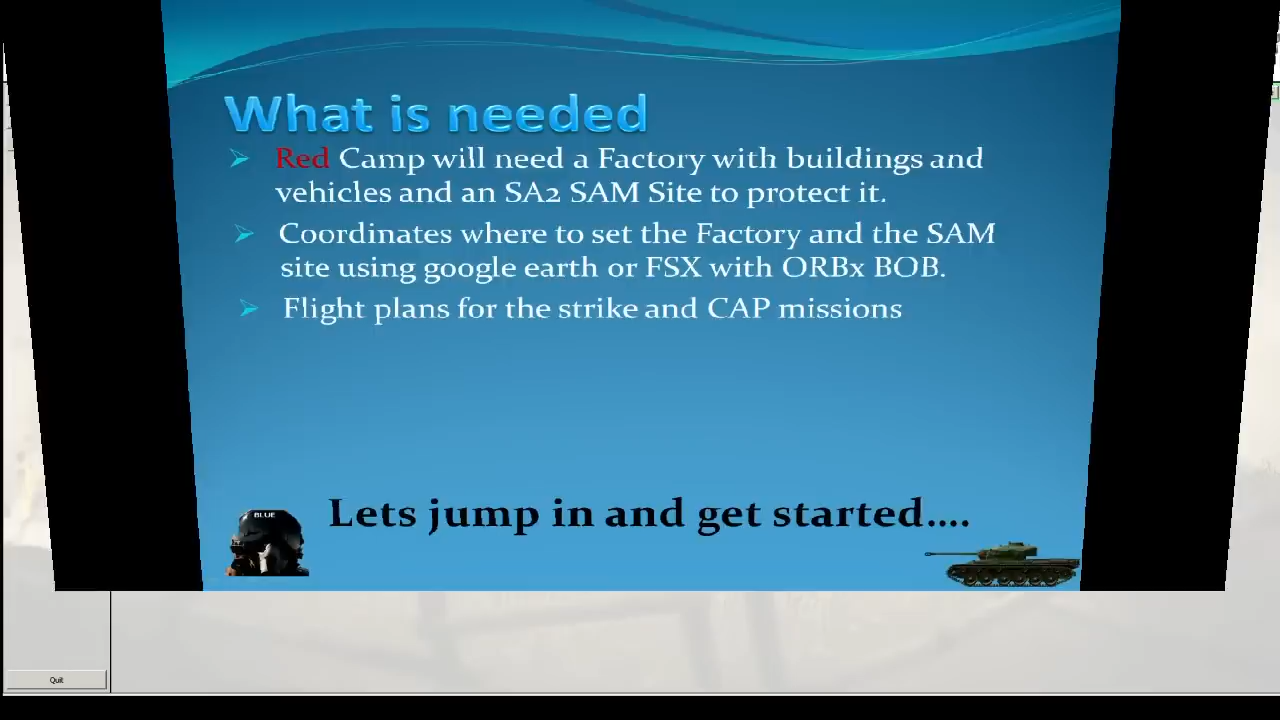 What is needed
Red Camp will need a Factory with buildings and
vehicles and an SA2 SAM Site to protect it.
Coordinates where to set the Factory and the SAM
site using google earth or FSX with ORBx BOB.
Flight plans for the strike and CAP missions
Lets jump in and get started....
BLUE
Quit